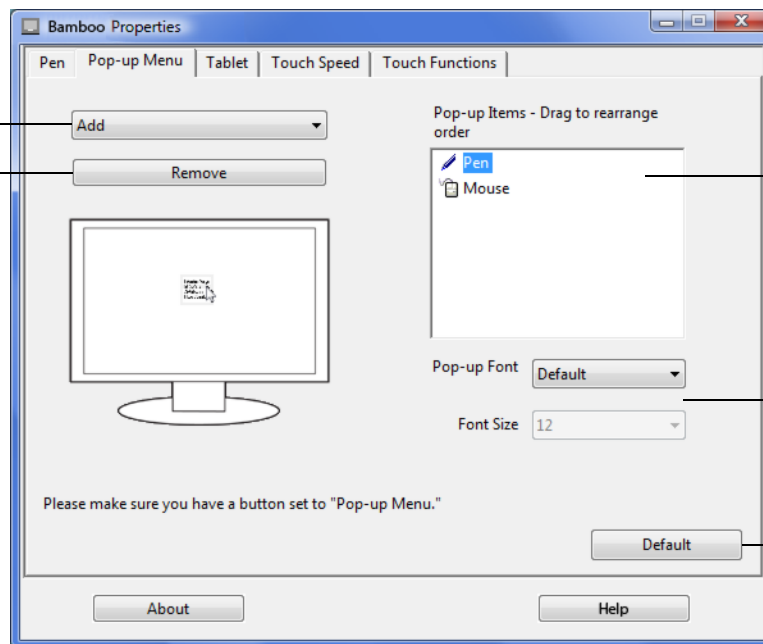 Bamboo Properties
Pen
Pop-up Menu
Tablet
Touch Speed
Touch Functions
Add
Remove
Pop-up Items - Drag to rearrange
order
Pen
Mouse
Pop-up Font
Default
Font Size
12
Please make sure you have a button set to "Pop-up Menu."
Default
About
Help